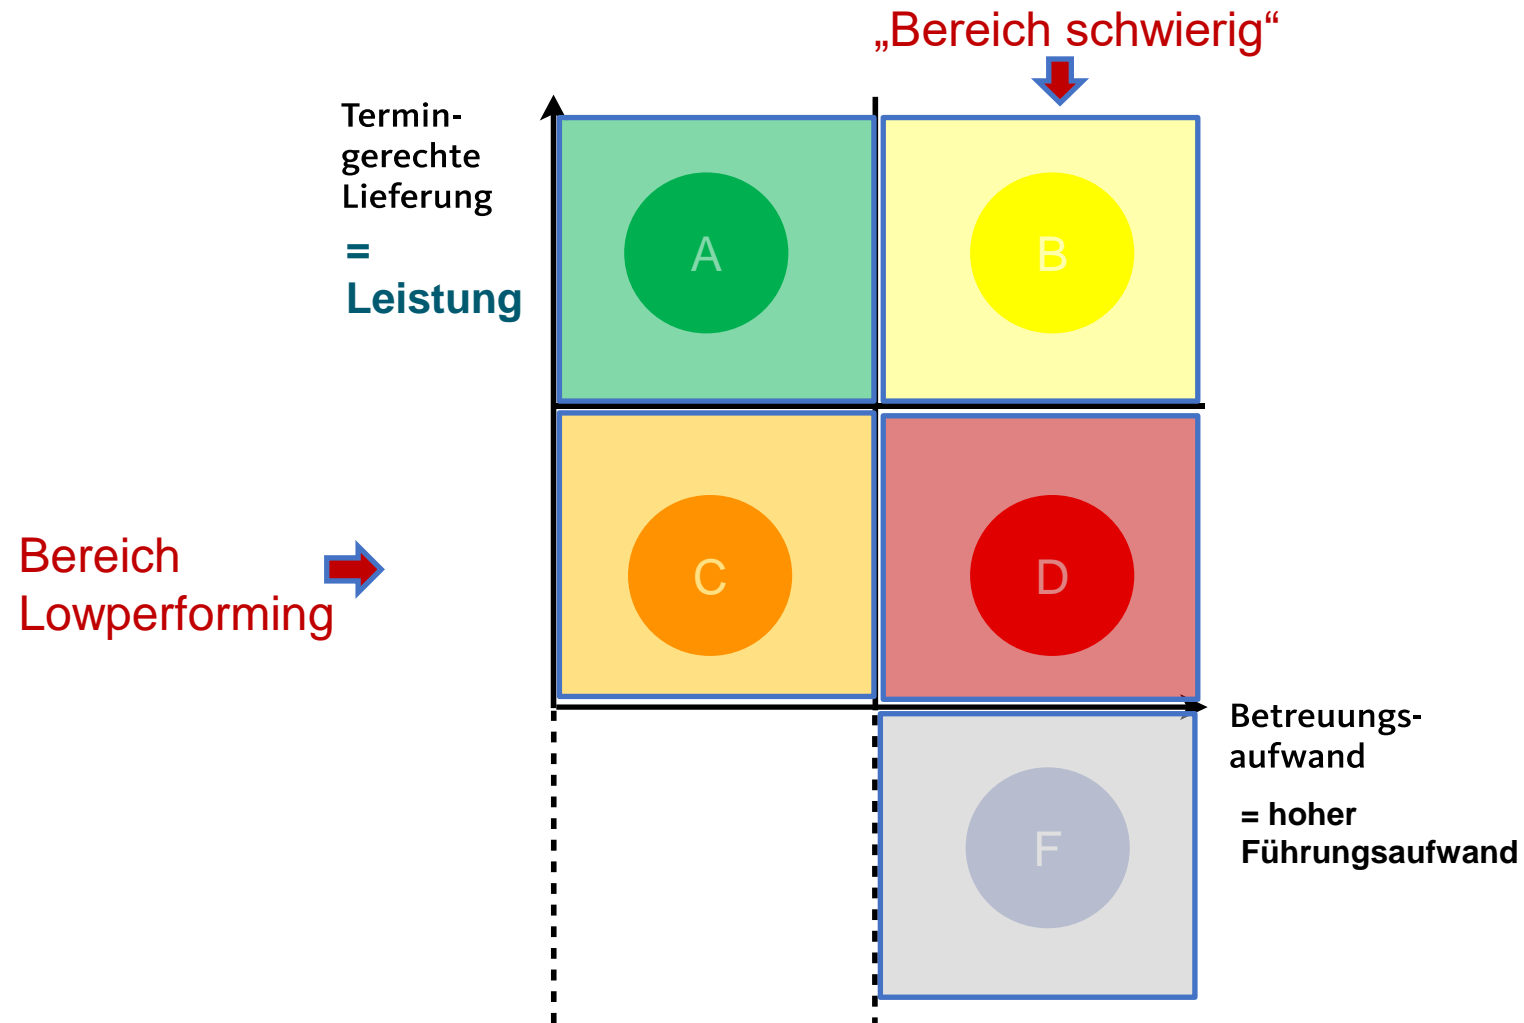 „Bereich schwierig“
Termin-
gerechte
Lieferung
=
Leistung
A
B
Bereich
Lowperforming
C
D
Betreuungs-
aufwand
= hoher
Führungsaufwand
F